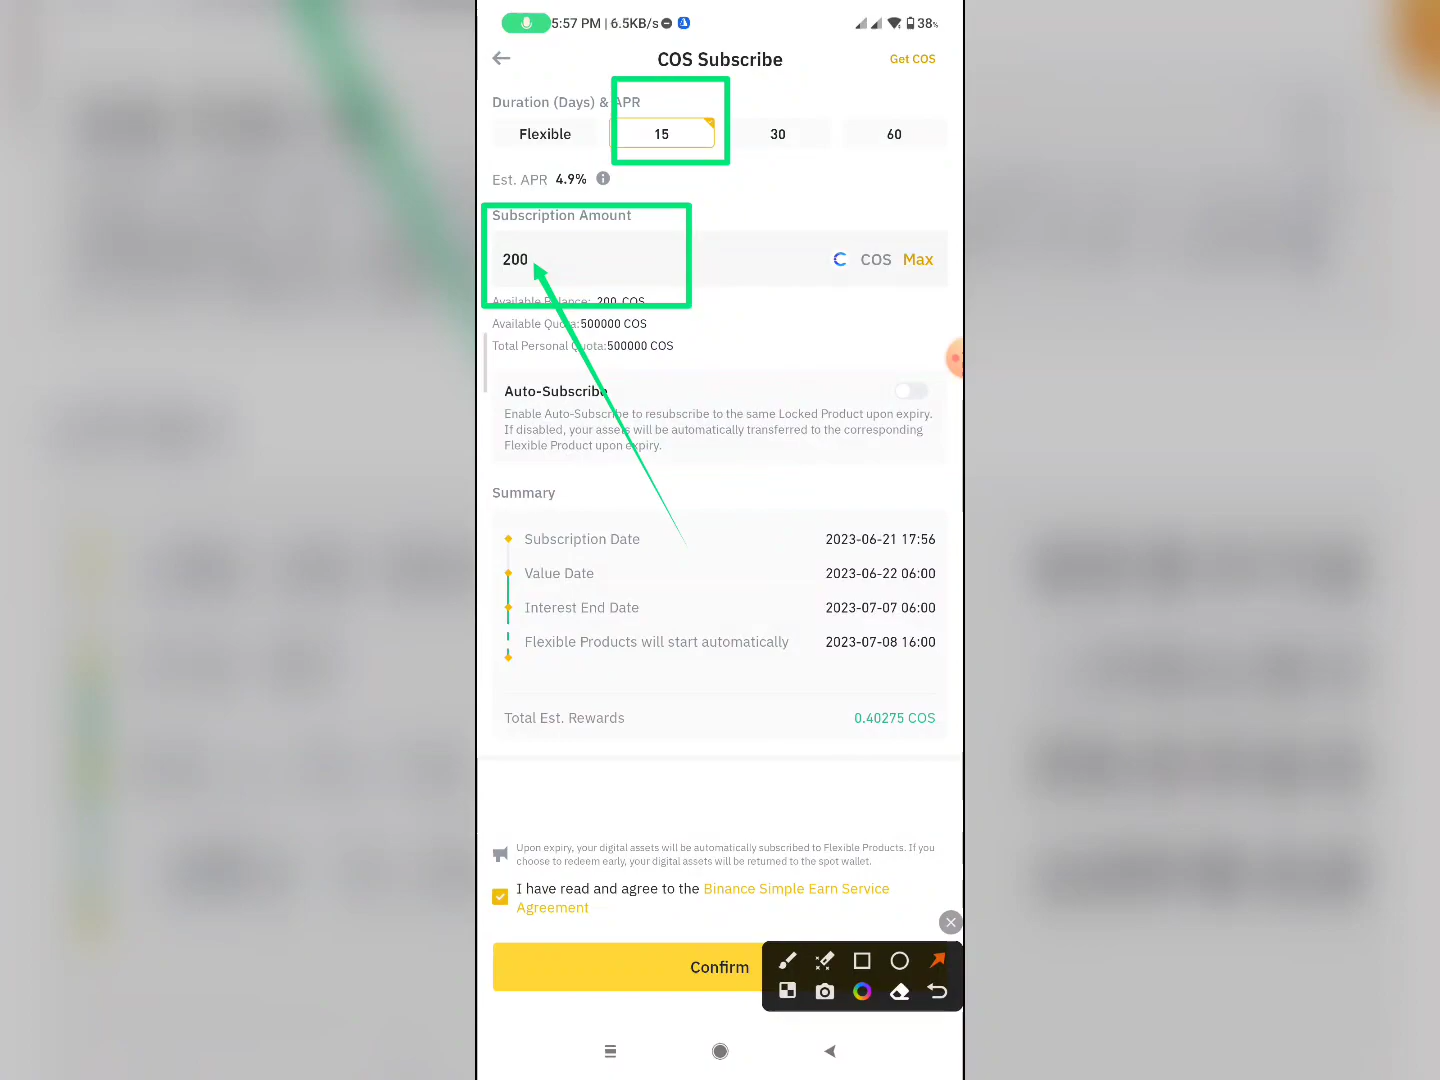 5:57 PM | 6.5KB/s 38%
COS Subscribe Get COS
Duration (Days) & APR
Flexible 15 30 60
Est. APR 4.9%
Subscription Amount
200 COS Max
Available Balance: 200 COS
Available Quota:500000 COS
Total Personal Quota:500000 COS
Auto-Subscribe
Enable Auto-Subscribe to resubscribe to the same Locked Product upon expiry.
If disabled, your assets will be automatically transferred to the corresponding
Flexible Product upon expiry.
Summary
Subscription Date 2023-06-21 17:56
Value Date 2023-06-22 06:00
Interest End Date 2023-07-07 06:00
Flexible Products will start automatically 2023-07-08 16:00
Total Est. Rewards 0.40275 COS
Upon expiry, your digital assets will be automatically subscribed to Flexible Products. If you
choose to redeem early, your digital assets will be returned to the spot wallet.
I have read and agree to the Binance Simple Earn Service
Agreement
Confirm